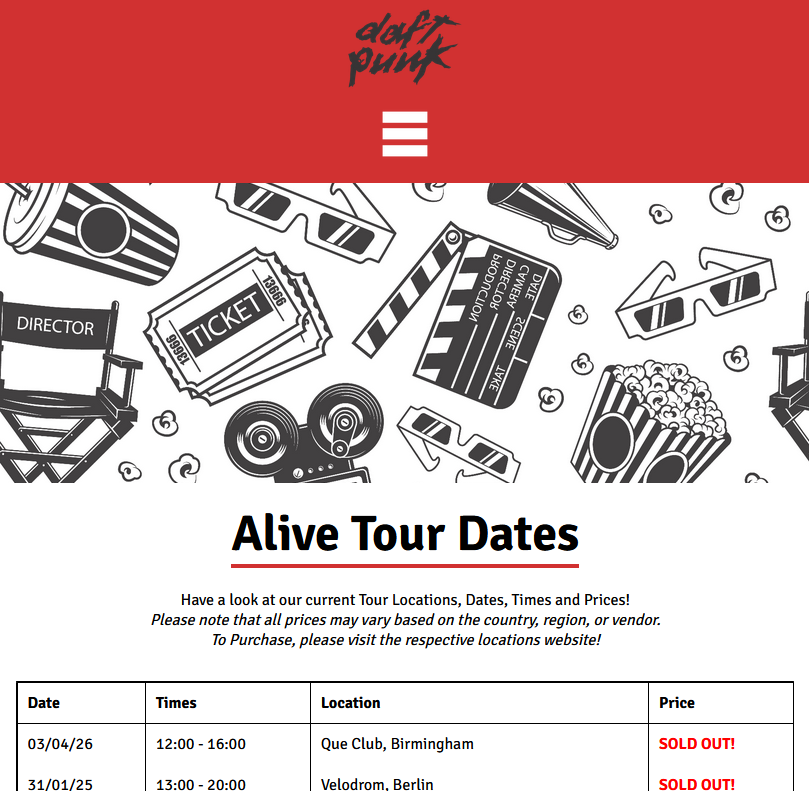 daft
punk
DIRECTOR
TICKET
13666
13666
PRODUCTION
DIRECTOR
CAMERA
DATE
SCENE
TAKE
Alive Tour Dates
Have a look at our current Tour Locations, Dates, Times and Prices!
Please note that all prices may vary based on the country, region, or vendor.
To Purchase, please visit the respective locations website!
Date Times Location Price
03/04/26 12:00 - 16:00 Que Club, Birmingham SOLD OUT!
31/01/25 13:00 - 20:00 Velodrom, Berlin SOLD OUT!